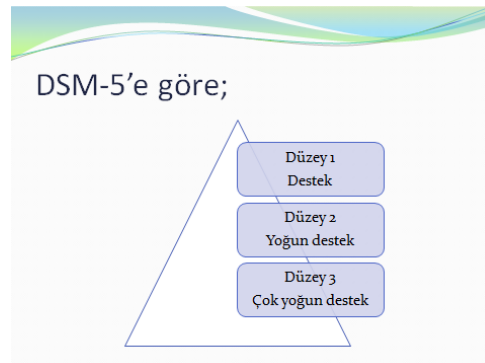 DSM-5’e göre;
Düzey 1
Destek
Düzey 2
Yoğun destek
Düzey 3
Çok yoğun destek